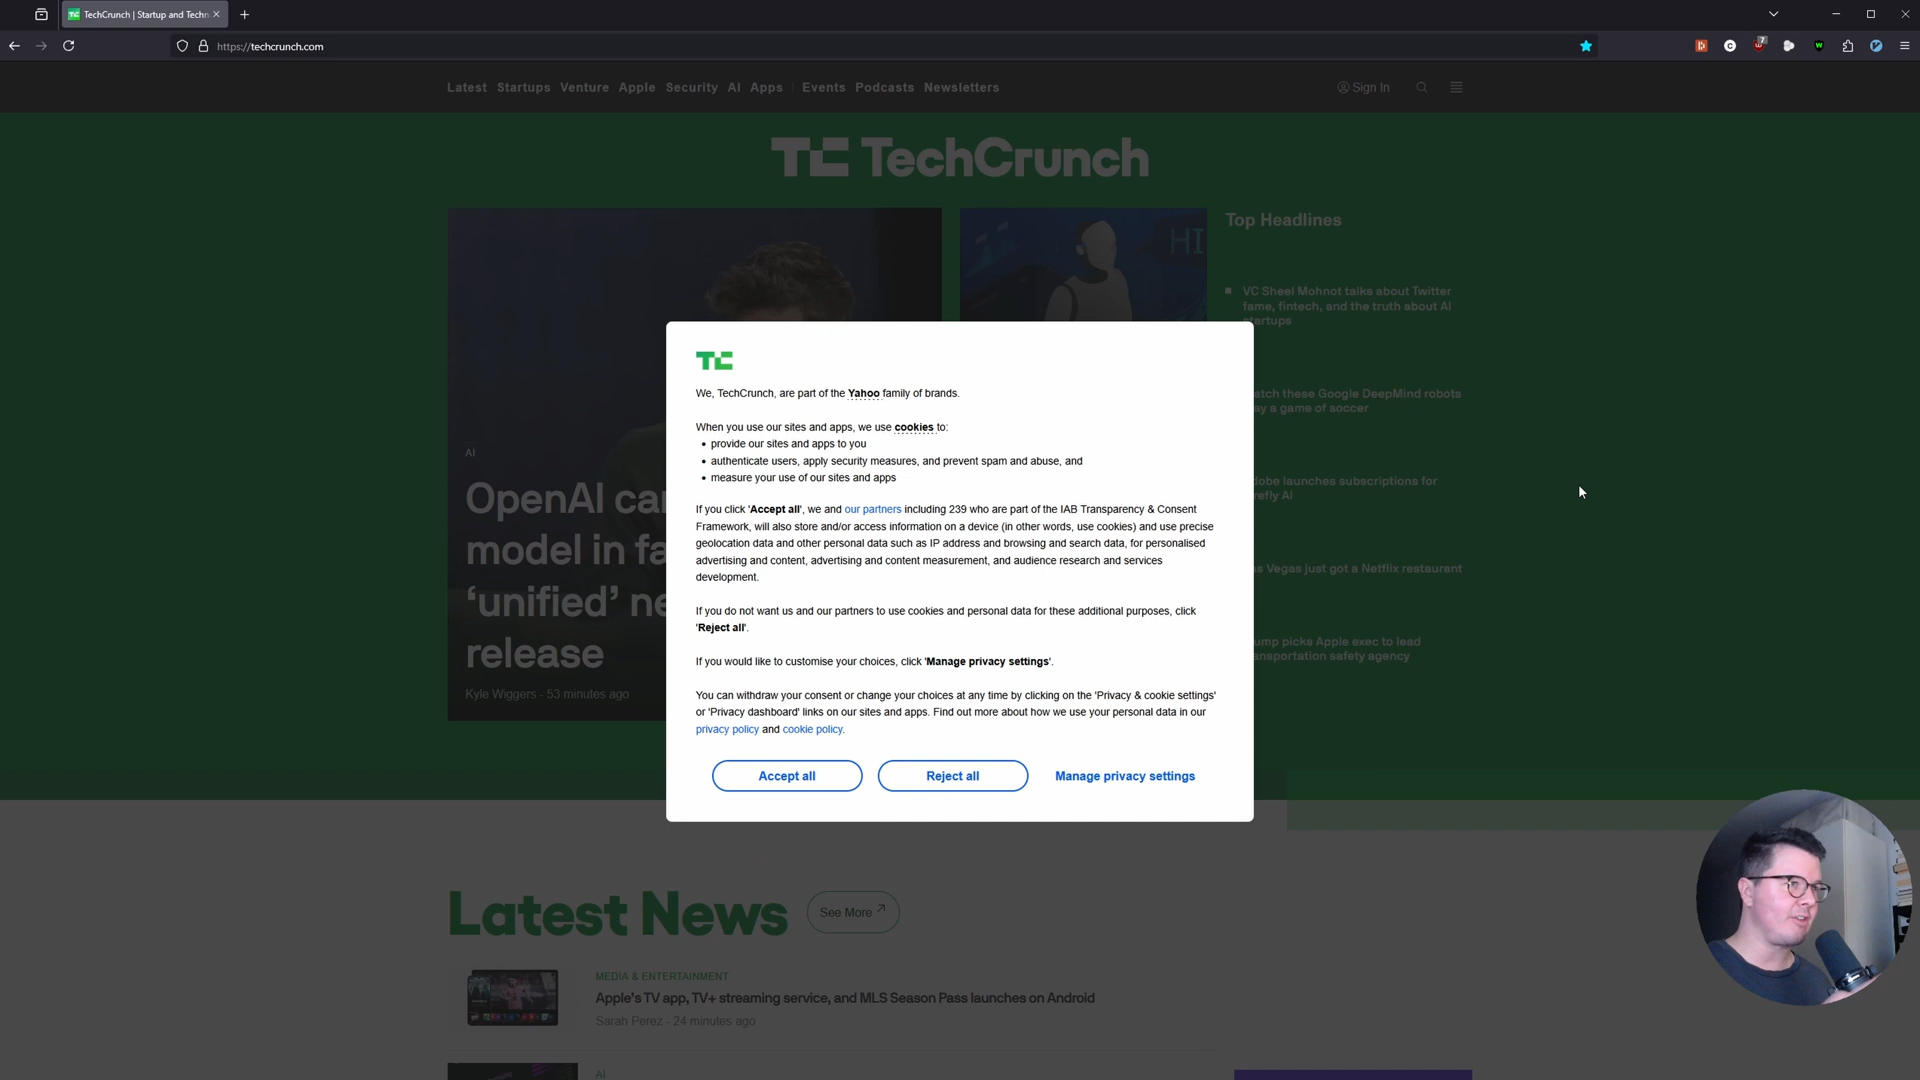 TechCrunch | Startup and Techn
https://techcrunch.com
7
Latest Startups Venture Apple Security AI Apps Events Podcasts Newsletters
Sign In
TechCrunch
HI
Top Headlines
VC Sheel Mohnot talks about Twitter
fame, fintech, and the truth about AI
startups
atch these Google DeepMind robots
ay a game of soccer
dobe launches subscriptions for
refly AI
as Vegas just got a Netflix restaurant
ump picks Apple exec to lead
ansportation safety agency
AI
OpenAI ca
model in fa
‘unified’ ne
release
Kyle Wiggers - 53 minutes ago
TC
We, TechCrunch, are part of the Yahoo family of brands.
When you use our sites and apps, we use cookies to:
• provide our sites and apps to you
• authenticate users, apply security measures, and prevent spam and abuse, and
• measure your use of our sites and apps
If you click 'Accept all', we and our partners including 239 who are part of the IAB Transparency & Consent
Framework, will also store and/or access information on a device (in other words, use cookies) and use precise
geolocation data and other personal data such as IP address and browsing and search data, for personalised
advertising and content, advertising and content measurement, and audience research and services
development.
If you do not want us and our partners to use cookies and personal data for these additional purposes, click
'Reject all'.
If you would like to customise your choices, click 'Manage privacy settings'.
You can withdraw your consent or change your choices at any time by clicking on the 'Privacy & cookie settings'
or 'Privacy dashboard' links on our sites and apps. Find out more about how we use your personal data in our
privacy policy and cookie policy.
Accept all
Reject all
Manage privacy settings
Latest News
See More
MEDIA & ENTERTAINMENT
Apple's TV app, TV+ streaming service, and MLS Season Pass launches on Android
Sarah Perez - 24 minutes ago
AI